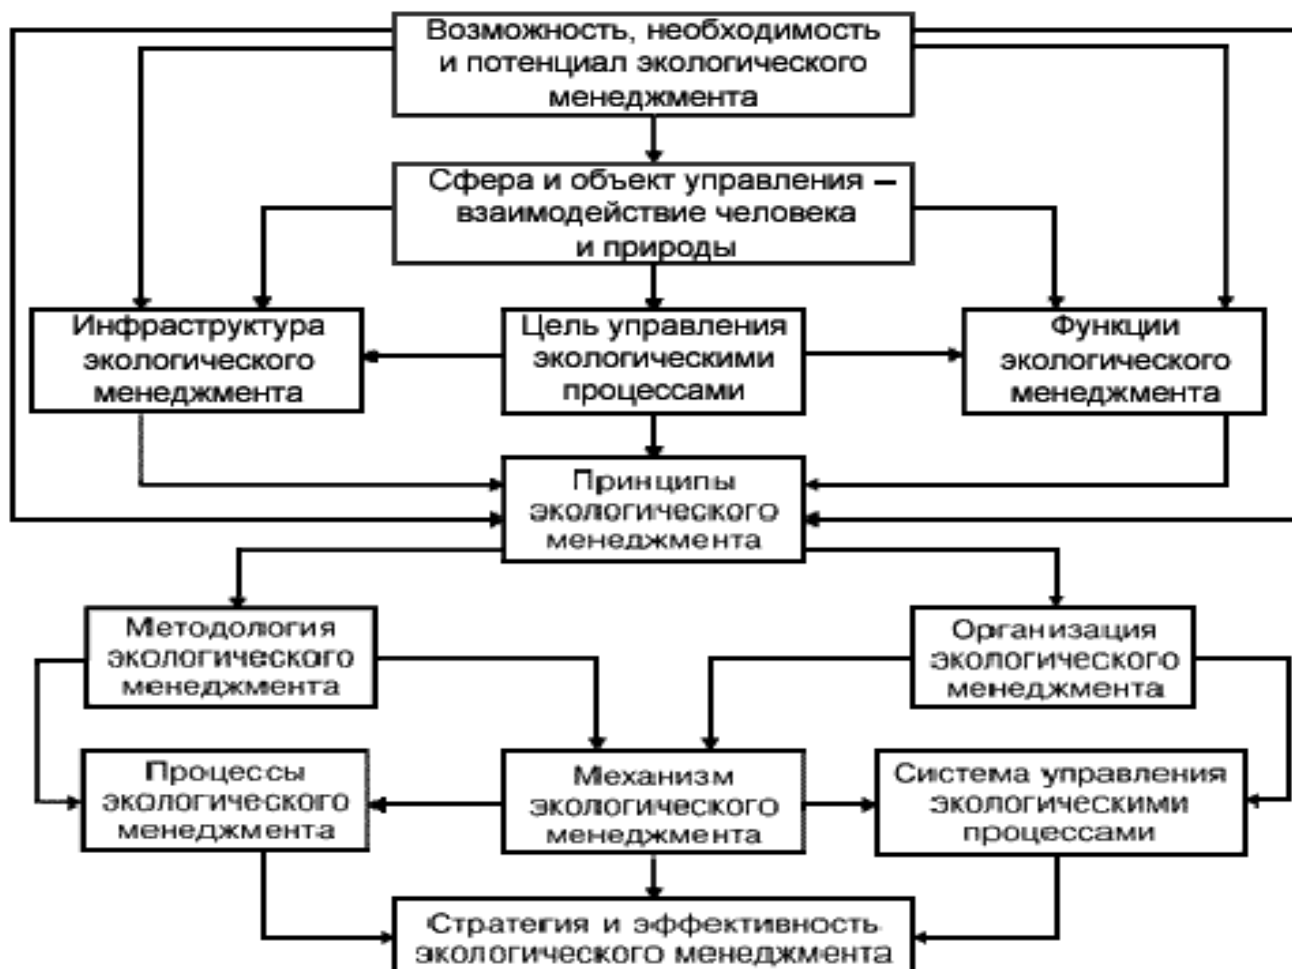 Возможность, необходимость
и потенциал экологического
менеджмента
Сфера и объект управления —
взаимодействие человека
и природы
Инфраструктура
экологического
менеджмента
Цель управления
экологическими
процессами
Функции
экологического
менеджмента
Принципы
экологического
менеджмента
Методология
экологического
менеджмента
Организация
экологического
менеджмента
Процессы
экологического
менеджмента
Механизм
экологического
менеджмента
Система управления
экологическими
процессами
Стратегия и эффективность
экологического менеджмента